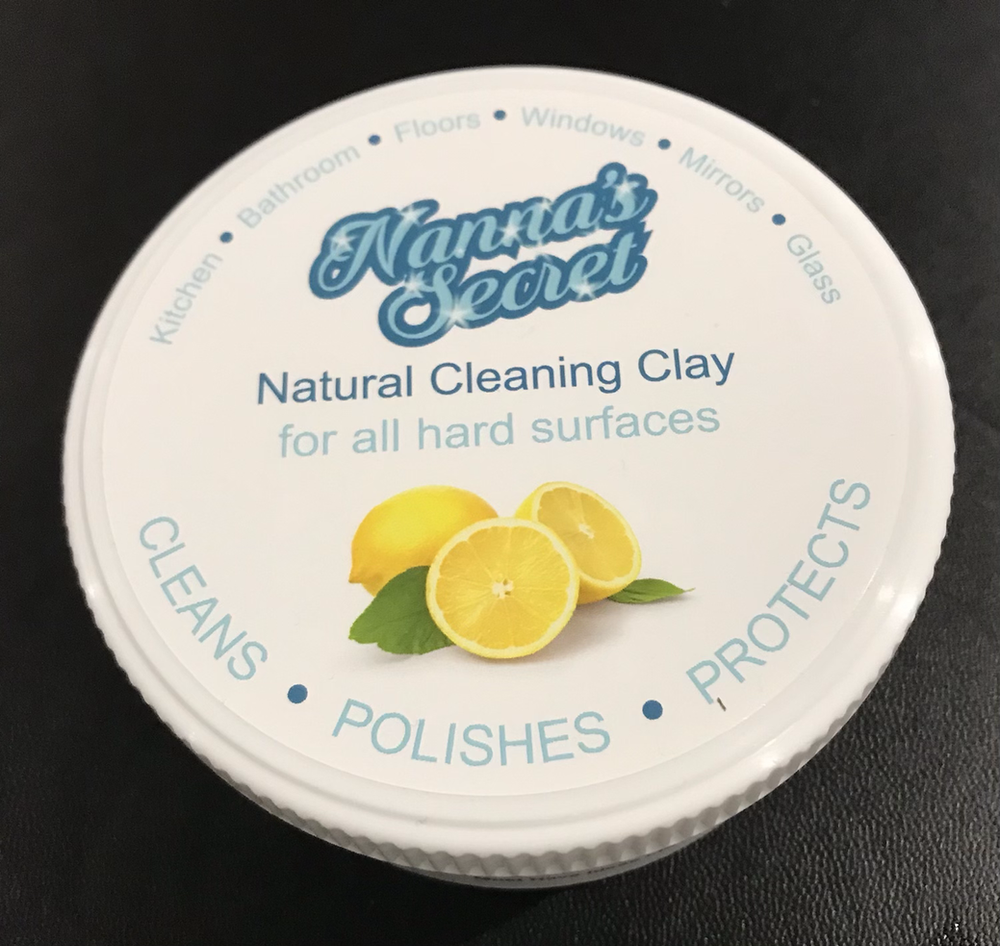 Kitchen • Bathroom • Floors • Windows • Mirrors • Glass
Nanna's
Secret
Natural Cleaning Clay
for all hard surfaces
CLEANS • POLISHES • PROTECTS